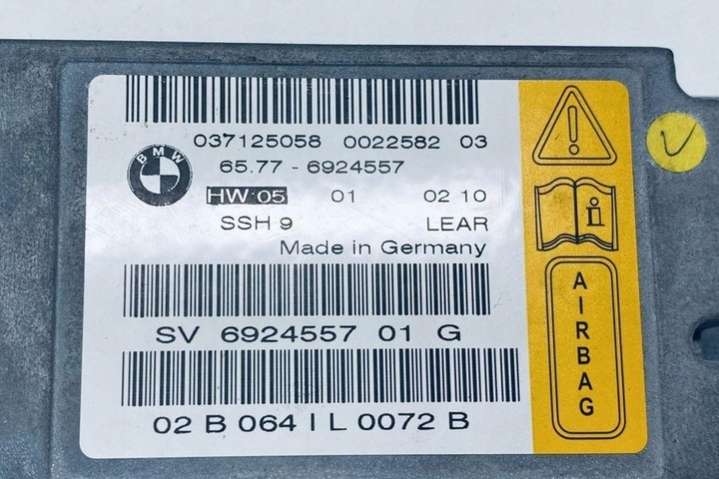 037125058 0022582 03
BMW
65.77 - 6924557
HW 05 01 02 10
SSH 9 LEAR
Made in Germany
SV 6924557 01 G
02 B 064 I L 0072 B
i
AIRBAG